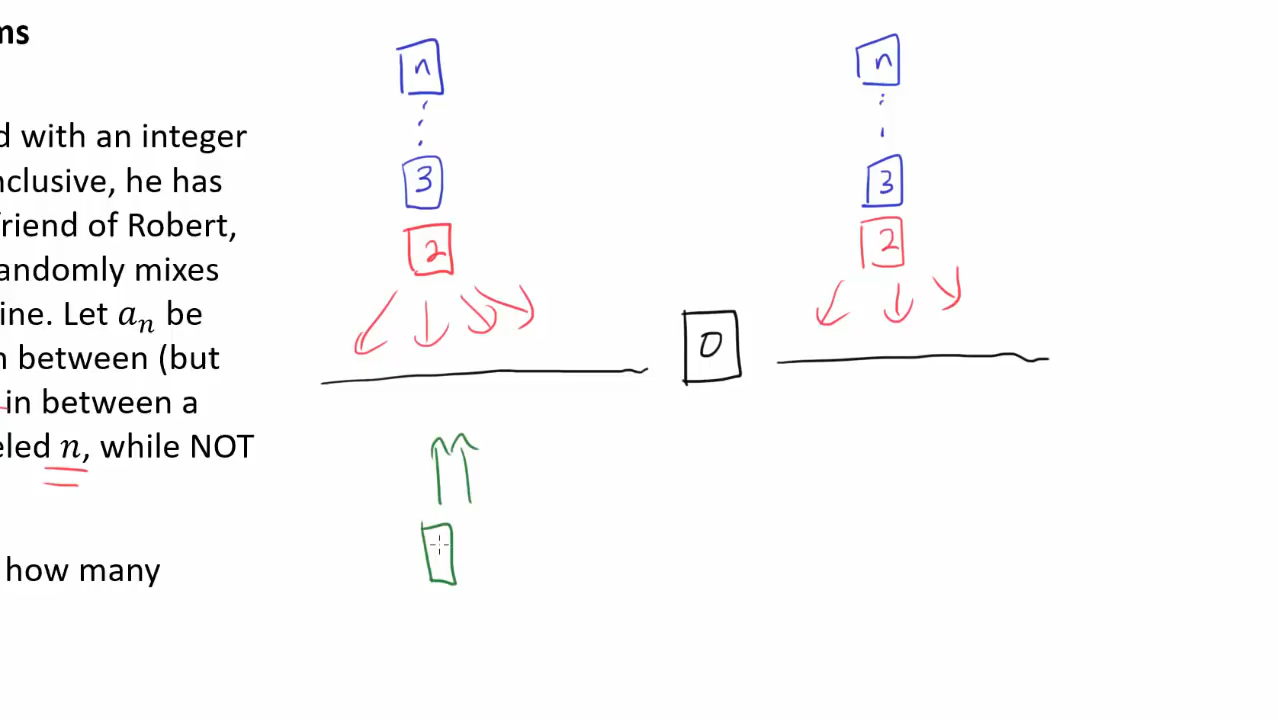 ms
d with an integer
nclusive, he has
friend of Robert,
andomly mixes
ine. Let aₙ be
n between (but
in between a
eled n, while NOT
how many
n
3
2
0
n
3
2